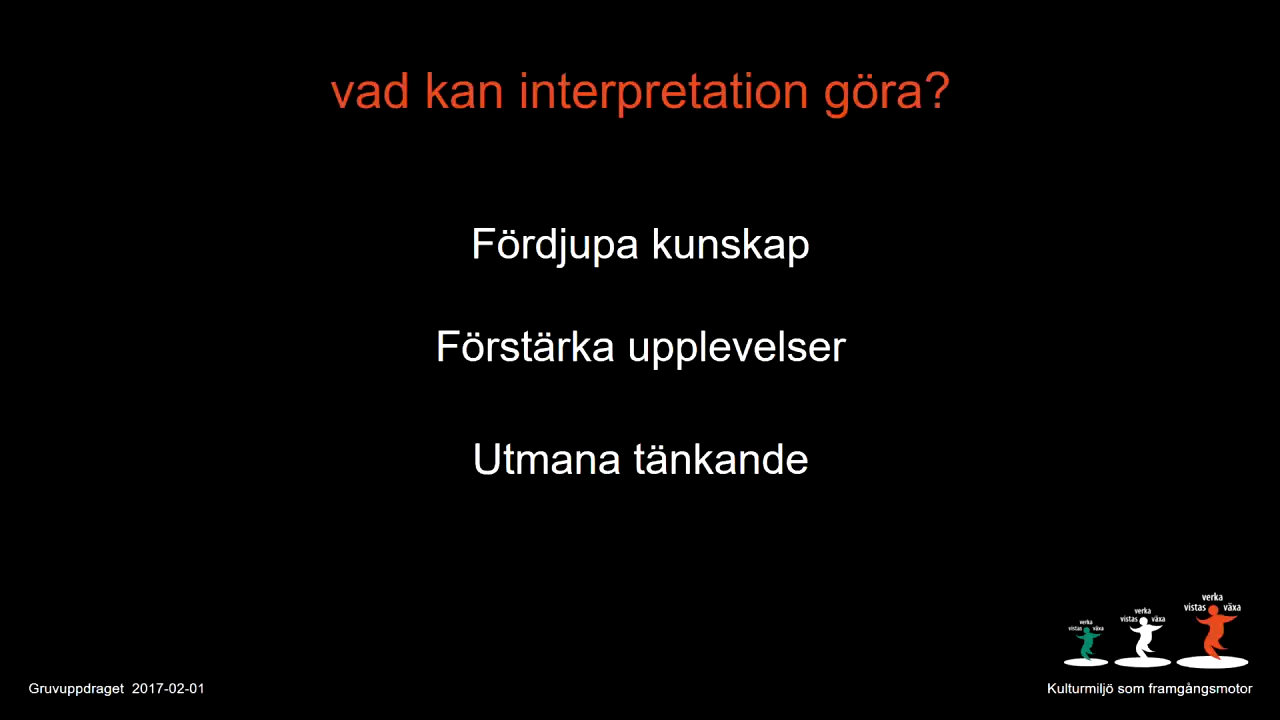 vad kan interpretation göra?
Fördjupa kunskap
Förstärka upplevelser
Utmana tänkande
verka
vistas växa
verka
vistas växa
verka
vistas växa
Gruvuppdraget 2017-02-01
Kulturmiljö som framgångsmotor